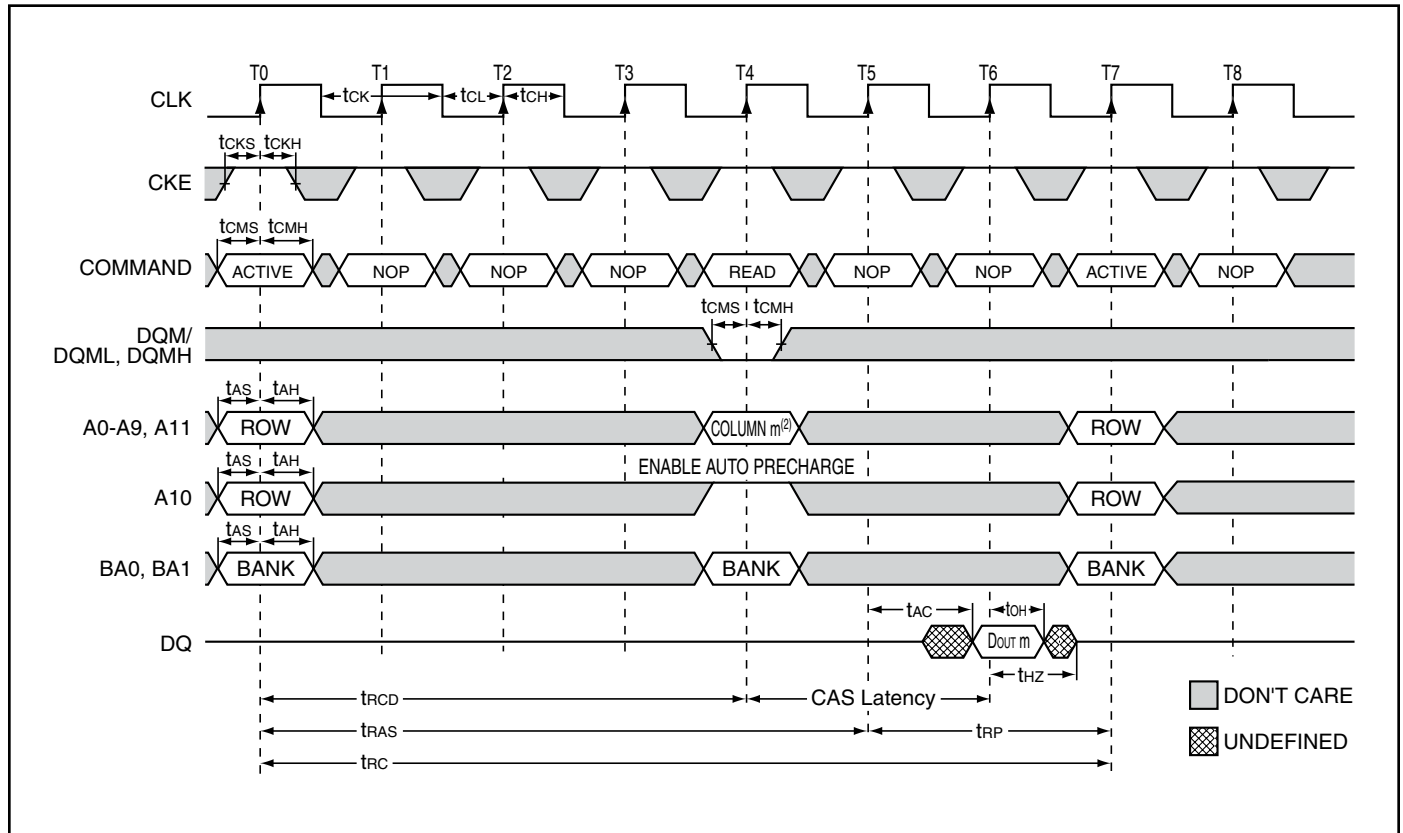 T0 T1 T2 T3 T4 T5 T6 T7 T8
CLK tCK tCL tCH
tCKS tCKH
CKE
tCMS tCMH
COMMAND ACTIVE NOP NOP NOP READ NOP NOP ACTIVE NOP
tCMS tCMH
DQM/
DQML, DQMH
tAS tAH
A0-A9, A11 ROW COLUMN m(2) ROW
tAS tAH ENABLE AUTO PRECHARGE
A10 ROW ROW
tAS tAH
BA0, BA1 BANK BANK BANK
tAC tOH
DQ DOUT m
tHZ
tRCD CAS Latency DON'T CARE
tRAS tRP
UNDEFINED
tRC